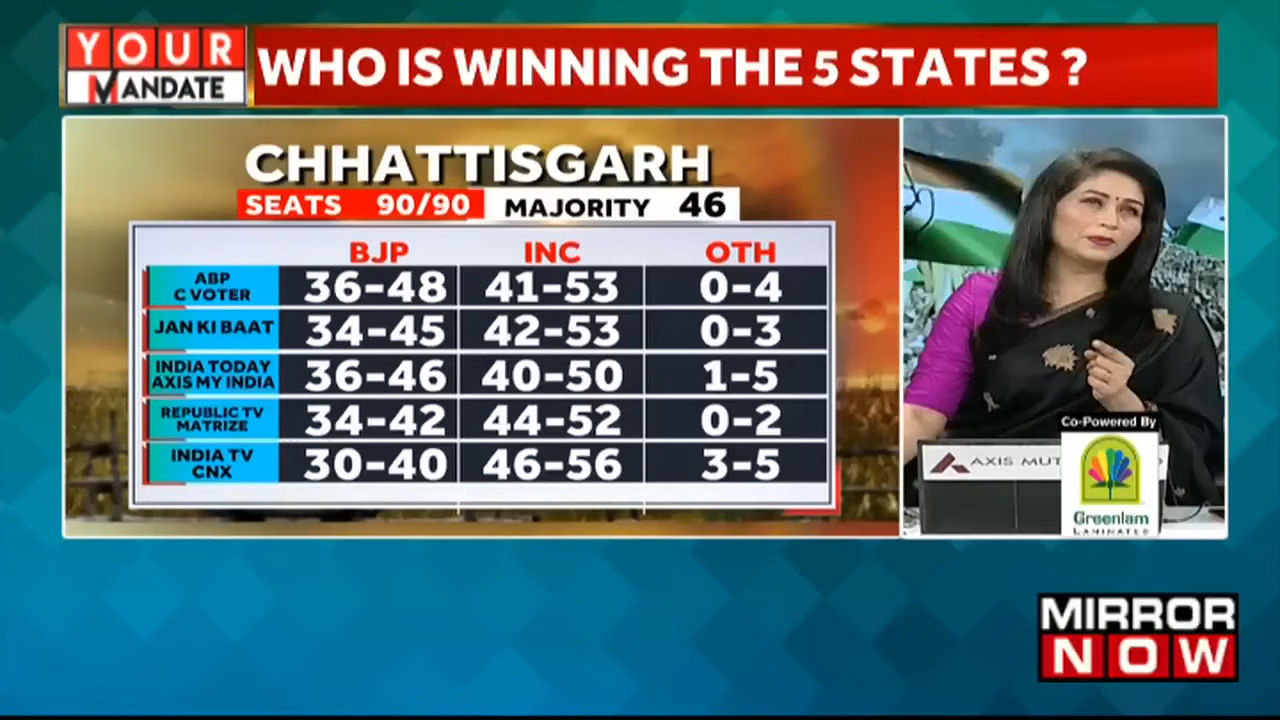 YOUR
MANDATE
WHO IS WINNING THE 5 STATES ?
CHHATTISGARH
SEATS 90/90 MAJORITY 46
BJP INC OTH
ABP
C VOTER
36-48 41-53 0-4
JAN KI BAAT 34-45 42-53 0-3
INDIA TODAY
AXIS MY INDIA
36-46 40-50 1-5
REPUBLIC TV
MATRIZE
34-42 44-52 0-2
INDIA TV
CNX
30-40 46-56 3-5
Co-Powered By
AXIS MUT
Greenlam
LAMINATES
MIRROR
NOW